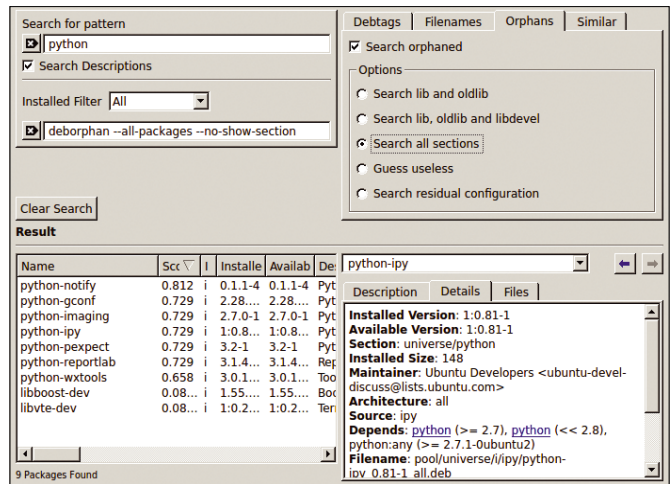 Search for pattern
python
Search Descriptions
Installed Filter All
deborphan --all-packages --no-show-section
Clear Search
Debtags Filenames Orphans Similar
Search orphaned
Options
Search lib and oldlib
Search lib, oldlib and libdevel
Search all sections
Guess useless
Search residual configuration
Result
Name Scc I Installe Availab De
python-notify 0.812 i 0.1.1-4 0.1.1-4 Pyt
python-gconf 0.729 i 2.28.... 2.28.... Pyt
python-imaging 0.729 i 2.7.0-1 2.7.0-1 Pyt
python-ipy 0.729 i 1:0.8... 1:0.8... Pyt
python-pexpect 0.729 i 3.2-1 3.2-1 Pyt
python-reportlab 0.729 i 3.1.4... 3.1.4... Rep
python-wxtools 0.658 i 3.0.1... 3.0.1... Too
libboost-dev 0.08... i 1.55.... 1.55.... Boo
libvte-dev 0.08... i 1:0.2... 1:0.2... Ter
9 Packages Found
python-ipy
Description Details Files
Installed Version: 1:0.81-1
Available Version: 1:0.81-1
Section: universe/python
Installed Size: 148
Maintainer: Ubuntu Developers <ubuntu-devel-
discuss@lists.ubuntu.com>
Architecture: all
Source: ipy
Depends: python (>= 2.7), python (<< 2.8),
python:any (>= 2.7.1-0ubuntu2)
Filename: pool/universe/i/ipy/python-
ipy_0.81-1_all.deb